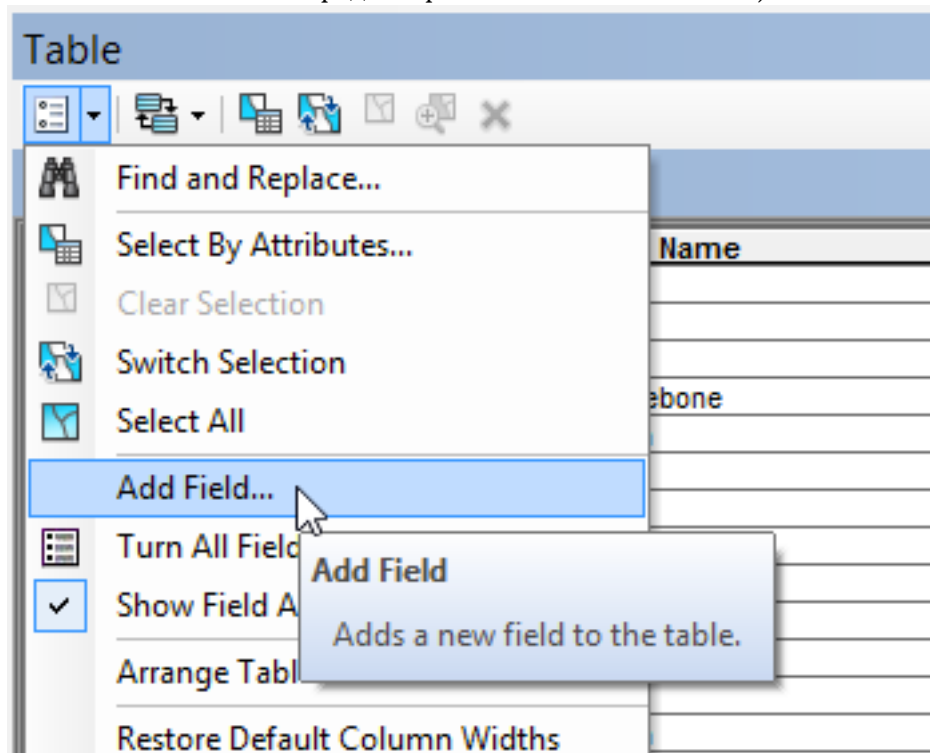 Table
Find and Replace...
Select By Attributes...
Name
Clear Selection
Switch Selection
ebone
Select All
Add Field...
Turn All Field
Add Field
Show Field A
Adds a new field to the table.
Arrange Tabl
Restore Default Column Widths